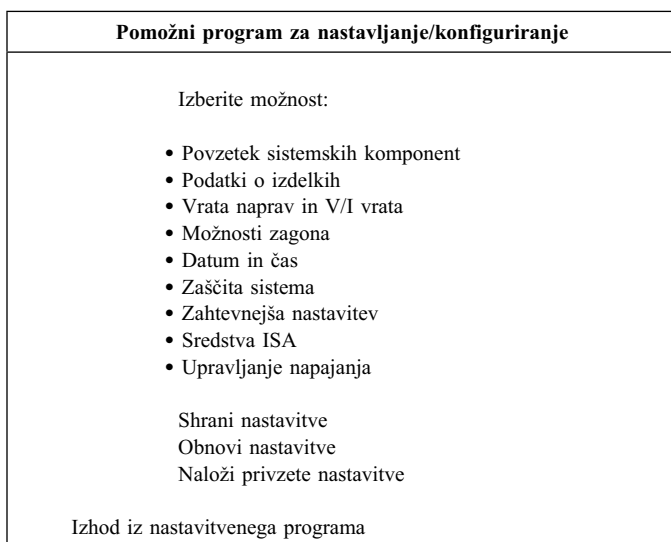 Pomožni program za nastavljanje/konfiguriranje
Izberite možnost:
• Povzetek sistemskih komponent
• Podatki o izdelkih
• Vrata naprav in V/I vrata
• Možnosti zagona
• Datum in čas
• Zaščita sistema
• Zahtevnejša nastavitev
• Sredstva ISA
• Upravljanje napajanja
Shrani nastavitve
Obnovi nastavitve
Naloži privzete nastavitve
Izhod iz nastavitvenega programa